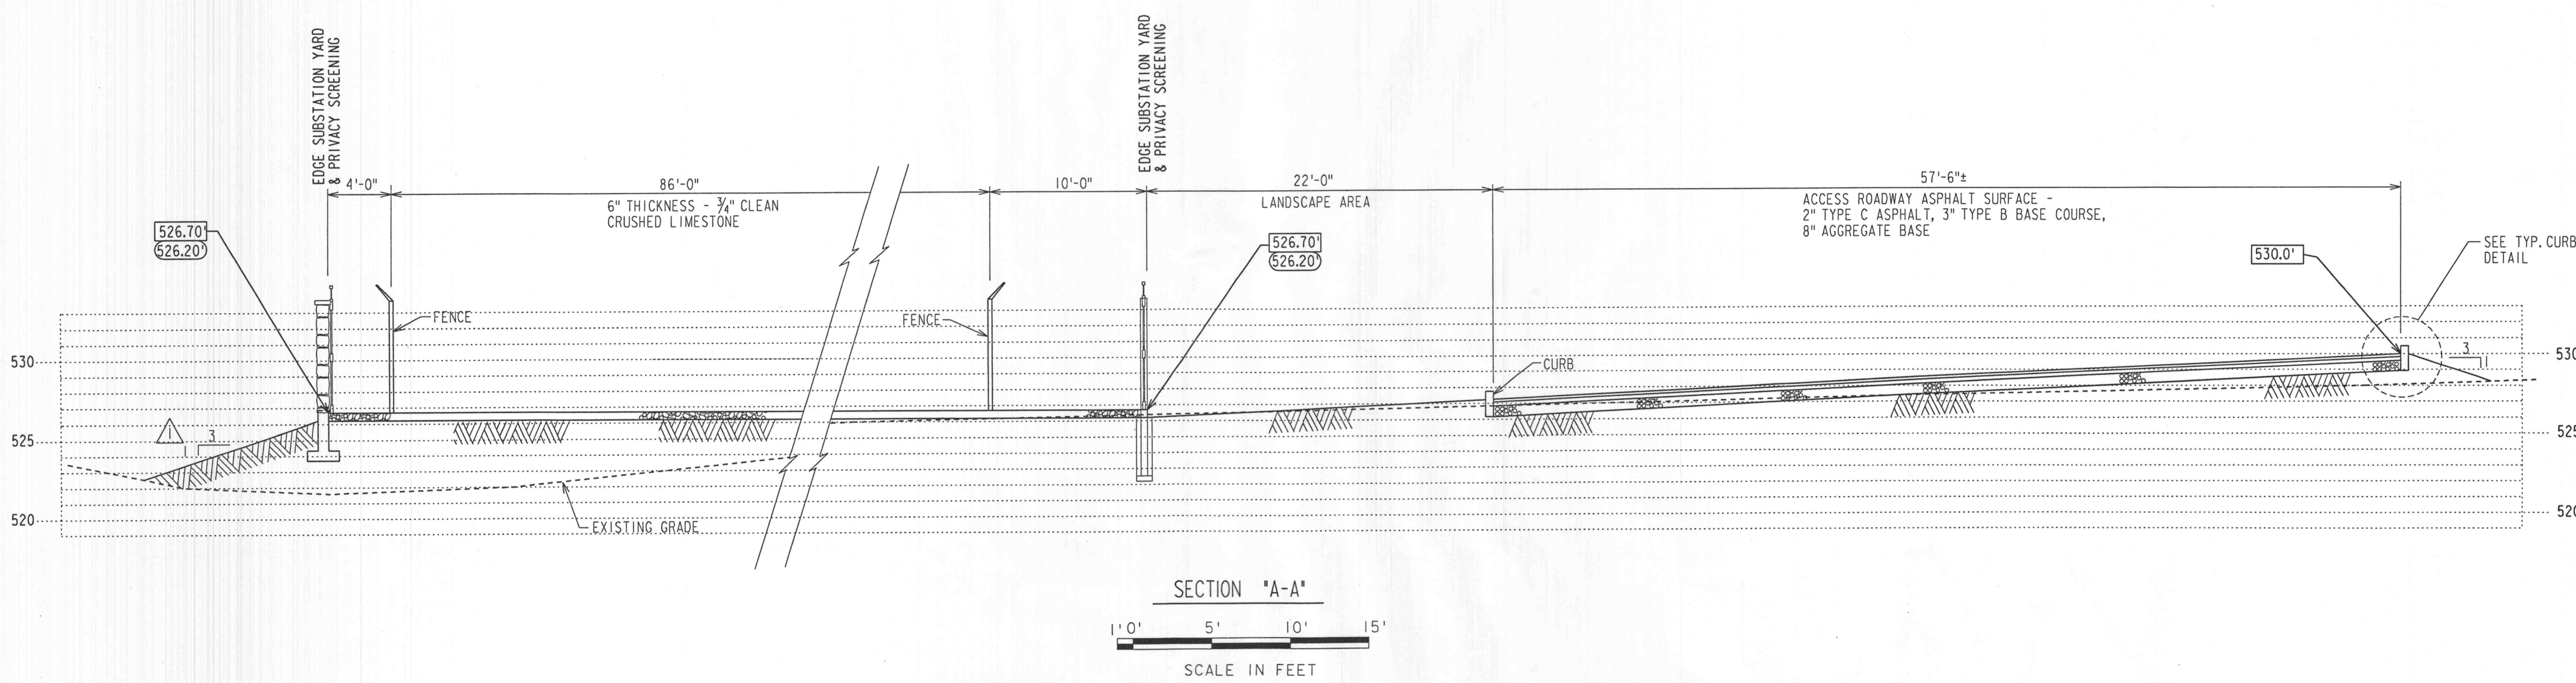 EDGE SUBSTATION YARD
& PRIVACY SCREENING
EDGE SUBSTATION YARD
& PRIVACY SCREENING
4'-0"
86'-0"
10'-0"
22'-0"
57'-6"±
6" THICKNESS - 3/4" CLEAN
CRUSHED LIMESTONE
LANDSCAPE AREA
ACCESS ROADWAY ASPHALT SURFACE -
2" TYPE C ASPHALT, 3" TYPE B BASE COURSE,
8" AGGREGATE BASE
526.70'
526.20'
526.70'
526.20'
530.0'
SEE TYP. CURB
DETAIL
FENCE
FENCE
CURB
530
530
3
1
1
3
1
525
525
520
520
EXISTING GRADE
SECTION "A-A"
1' 0' 5' 10' 15'
SCALE IN FEET